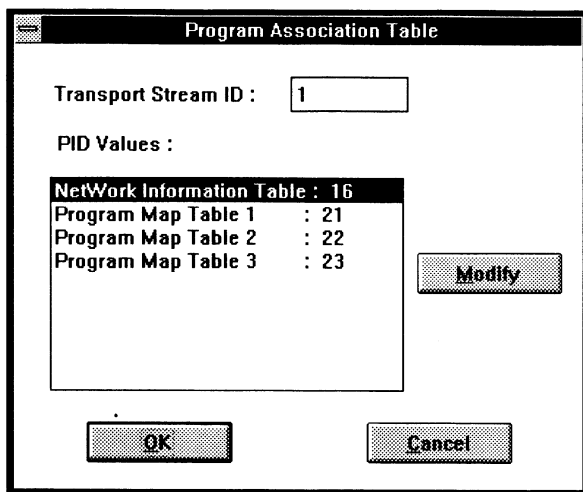 Program Association Table
Transport Stream ID : 1
PID Values :
NetWork Information Table : 16
Program Map Table 1 : 21
Program Map Table 2 : 22
Program Map Table 3 : 23
Modify
OK
Cancel